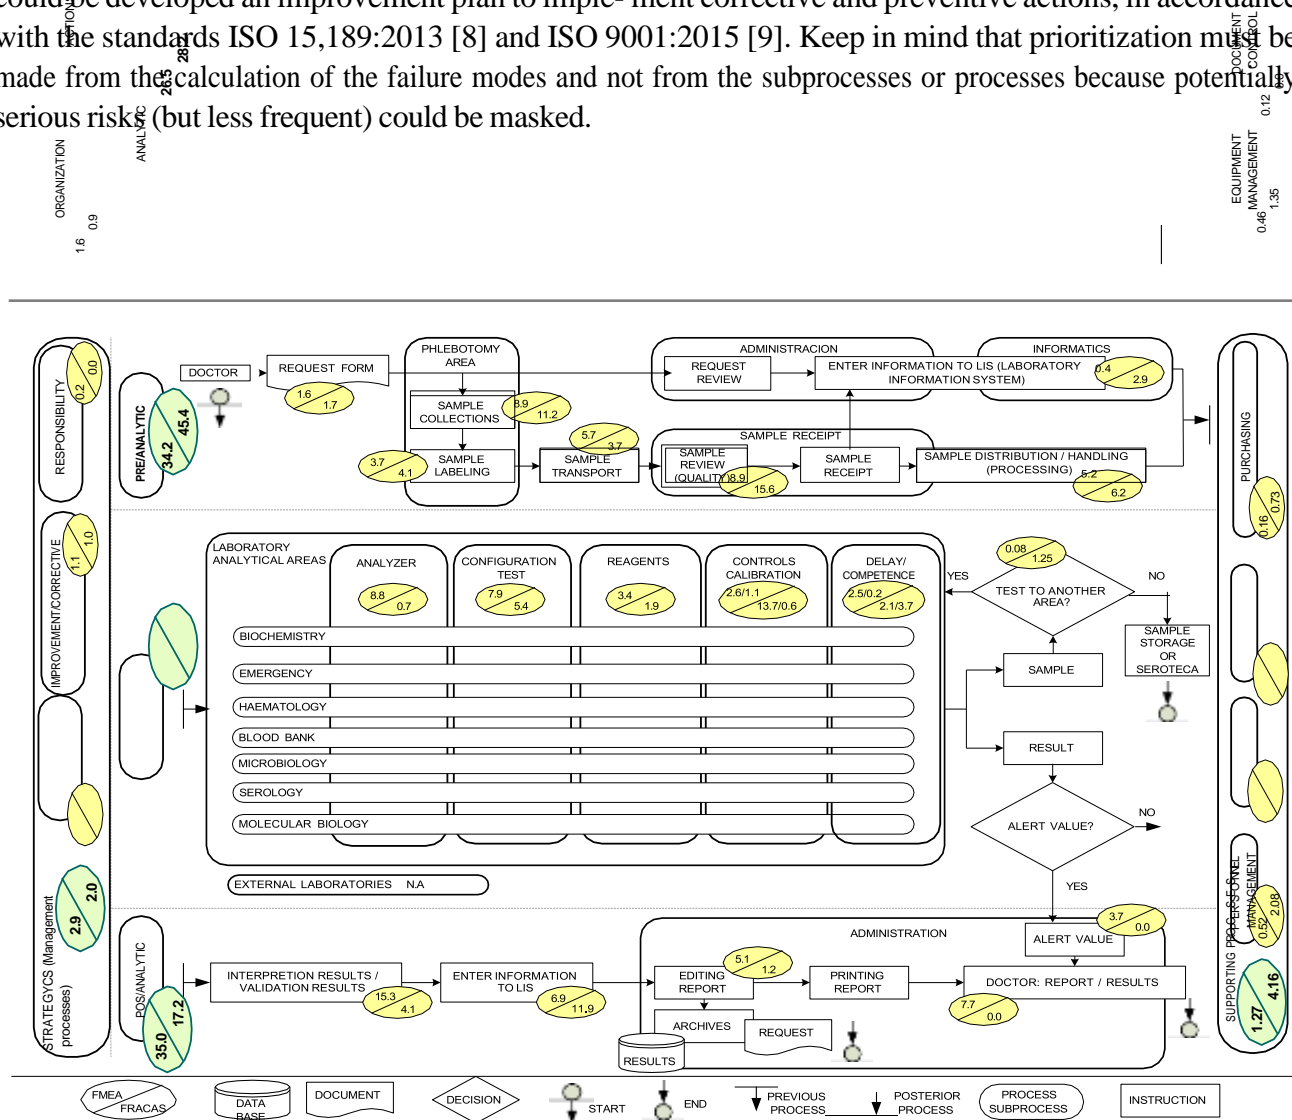 could be developed an improvement plan to imple- ment corrective and preventive actions, in accordance
with the standards ISO 15,189:2013 [8] and ISO 9001:2015 [9]. Keep in mind that prioritization must be
made from the calculation of the failure modes and not from the subprocesses or processes because potentially
serious risks (but less frequent) could be masked.
ORGANIZATION
1.6
0.9
ANALYTIC
26.5
28.2
DOCUMENT
CONTROL
0.12
EQUIPMENT
MANAGEMENT
0.46
1.35
RESPONSIBILITY
0.2
0.0
IMPROVEMENT/CORRECTIVE
1.1
1.0
STRATEGYCS (Management
processes)
2.9
2.0
PRE/ANALYTIC
34.2
45.4
DOCTOR
REQUEST FORM
1.6
1.7
PHLEBOTOMY
AREA
SAMPLE
COLLECTIONS
8.9
11.2
SAMPLE
LABELING
3.7
4.1
SAMPLE
TRANSPORT
5.7
3.7
ADMINISTRACION
REQUEST
REVIEW
INFORMATICS
ENTER INFORMATION TO LIS (LABORATORY
INFORMATION SYSTEM)
0.4
2.9
SAMPLE RECEIPT
SAMPLE
REVIEW
(QUALITY)
8.9
15.6
SAMPLE
RECEIPT
SAMPLE DISTRIBUTION / HANDLING
(PROCESSING)
5.2
6.2
PURCHASING
0.16
0.73
LABORATORY
ANALYTICAL AREAS
ANALYZER
8.8
0.7
CONFIGURATION
TEST
7.9
5.4
REAGENTS
3.4
1.9
CONTROLS
CALIBRATION
2.6/1.1
13.7/0.6
DELAY/
COMPETENCE
2.5/0.2
2.1/3.7
BIOCHEMISTRY
EMERGENCY
HAEMATOLOGY
BLOOD BANK
MICROBIOLOGY
SEROLOGY
MOLECULAR BIOLOGY
EXTERNAL LABORATORIES N.A
0.08
1.25
YES
TEST TO ANOTHER
AREA?
NO
SAMPLE
STORAGE
OR
SEROTECA
SAMPLE
RESULT
ALERT VALUE?
NO
YES
MANAGEMENT
0.52
2.08
SUPPORTING
1.27
4.16
POS/ANALYTIC
35.0
17.2
INTERPRETION RESULTS /
VALIDATION RESULTS
15.3
4.1
ENTER INFORMATION
TO LIS
6.9
11.9
ADMINISTRATION
ALERT VALUE
3.7
0.0
EDITING
REPORT
5.1
1.2
PRINTING
REPORT
DOCTOR: REPORT / RESULTS
7.7
0.0
ARCHIVES
REQUEST
RESULTS
FMEA
FRACAS
DATA
BASE
DOCUMENT
DECISION
START
END
PREVIOUS
PROCESS
POSTERIOR
PROCESS
PROCESS
SUBPROCESS
INSTRUCTION